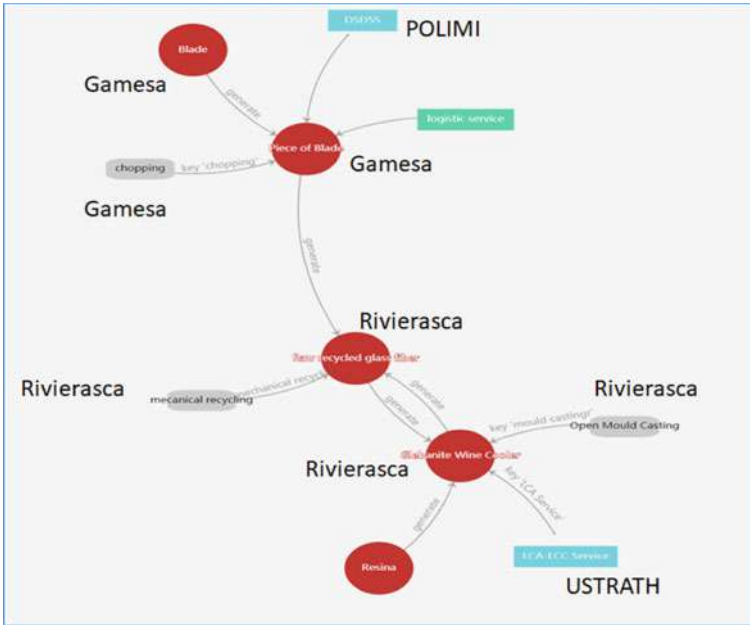 DSDSS
POLIMI
Blade
Gamesa
generate
logistic service
Piece of Blade
Gamesa
chopping
key 'chopping'
Gamesa
generate
Rivierasca
Raw recycled glass fiber
Rivierasca
mecanical recycling
mechanical recycl
generate
generate
Rivierasca
key 'mould casting'
Open Mould Casting
Rivierasca
Glebanite Wine Cooler
generate
key 'LCA Service'
Resina
LCA-LCC Service
USTRATH